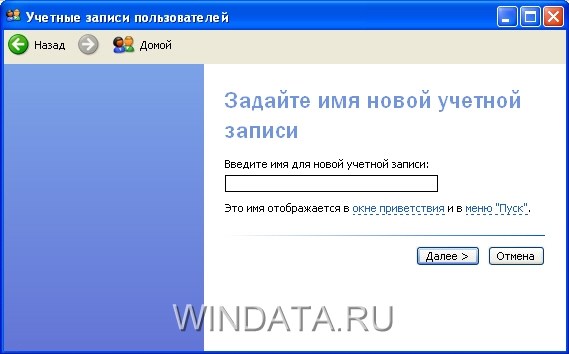 Учетные записи пользователей
Назад Домой
Задайте имя новой учетной
записи
Введите имя для новой учетной записи:
Это имя отображается в окне приветствия и в меню "Пуск".
Далее > Отмена
WINDATA.RU